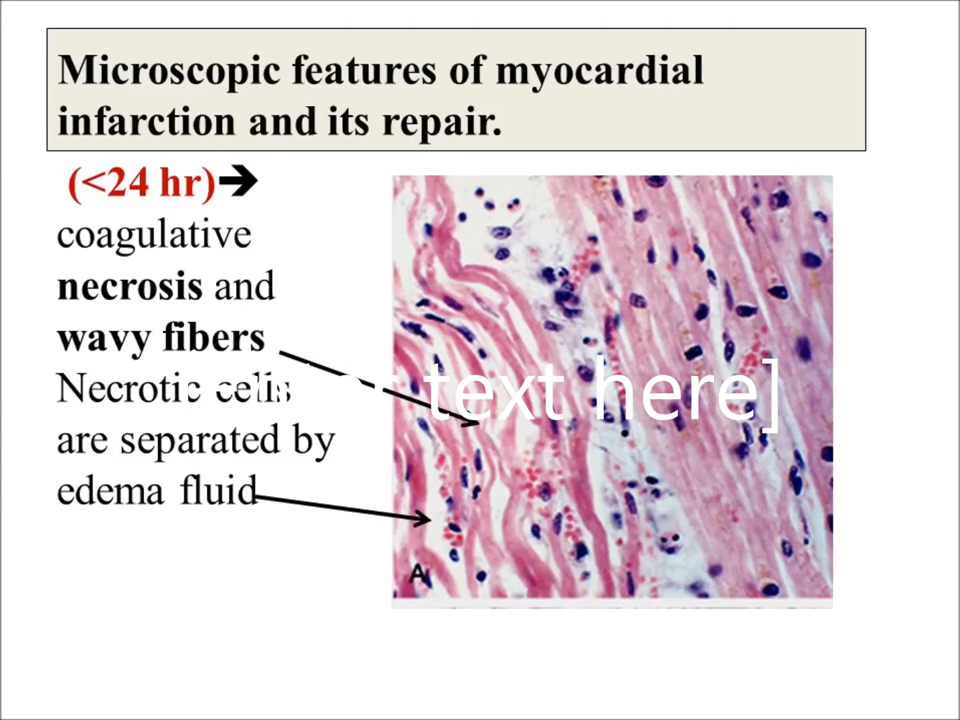 Microscopic features of myocardial
infarction and its repair.
(<24 hr)➔
coagulative
necrosis and
wavy fibers
Necrotic cells
are separated by
edema fluid
text here]
A